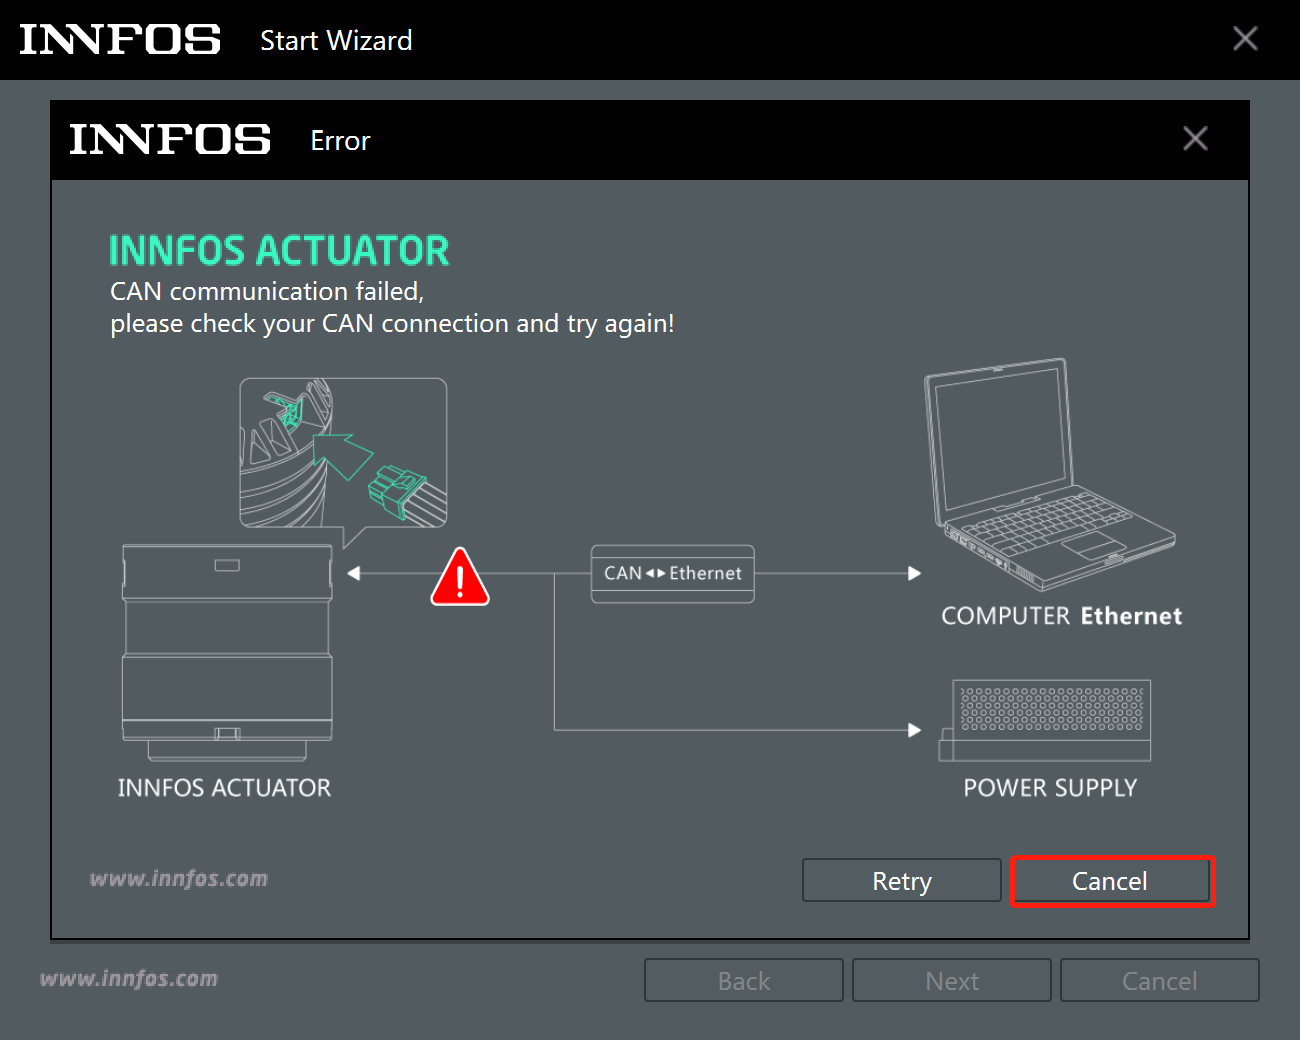 INNFOS Start Wizard
INNFOS Error
INNFOS ACTUATOR
CAN communication failed,
please check your CAN connection and try again!
CAN◄►Ethernet
COMPUTER Ethernet
INNFOS ACTUATOR
POWER SUPPLY
www.innfos.com
Retry
Cancel
www.innfos.com
Back
Next
Cancel